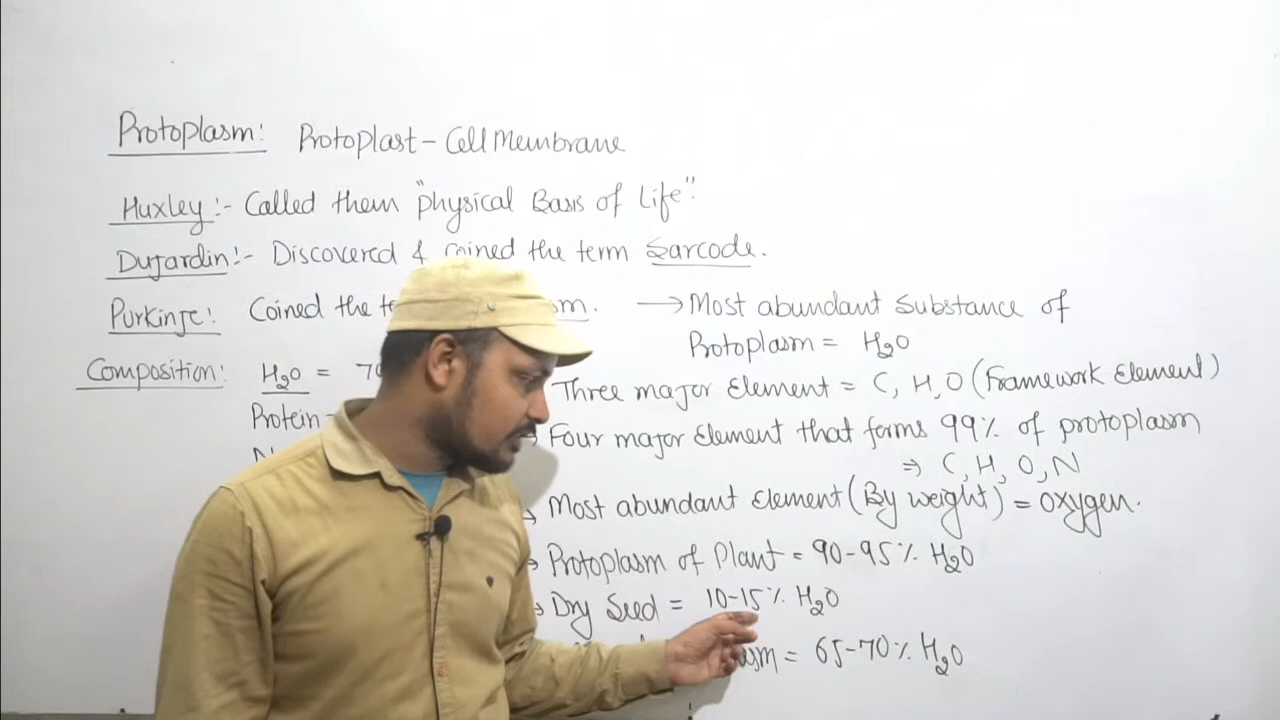 Protoplasm: Protoplast - Cell Membrane
Huxley :- Called them "physical Basis of Life".
Dujardin :- Discovered & coined the term Sarcode.
Purkinje: Coined the
Composition: H2O =
Protein -
→ Most abundant Substance of
Protoplasm = H2O
Three major Element = C, H, O (Framework Element)
→ Four major Element that forms 99% of protoplasm
⇒ C, H, O, N
→ Most abundant Element (By weight) = Oxygen.
→ Protoplasm of Plant = 90-95% H2O
→ Dry Seed = 10-15% H2O
= 65-70% H2O